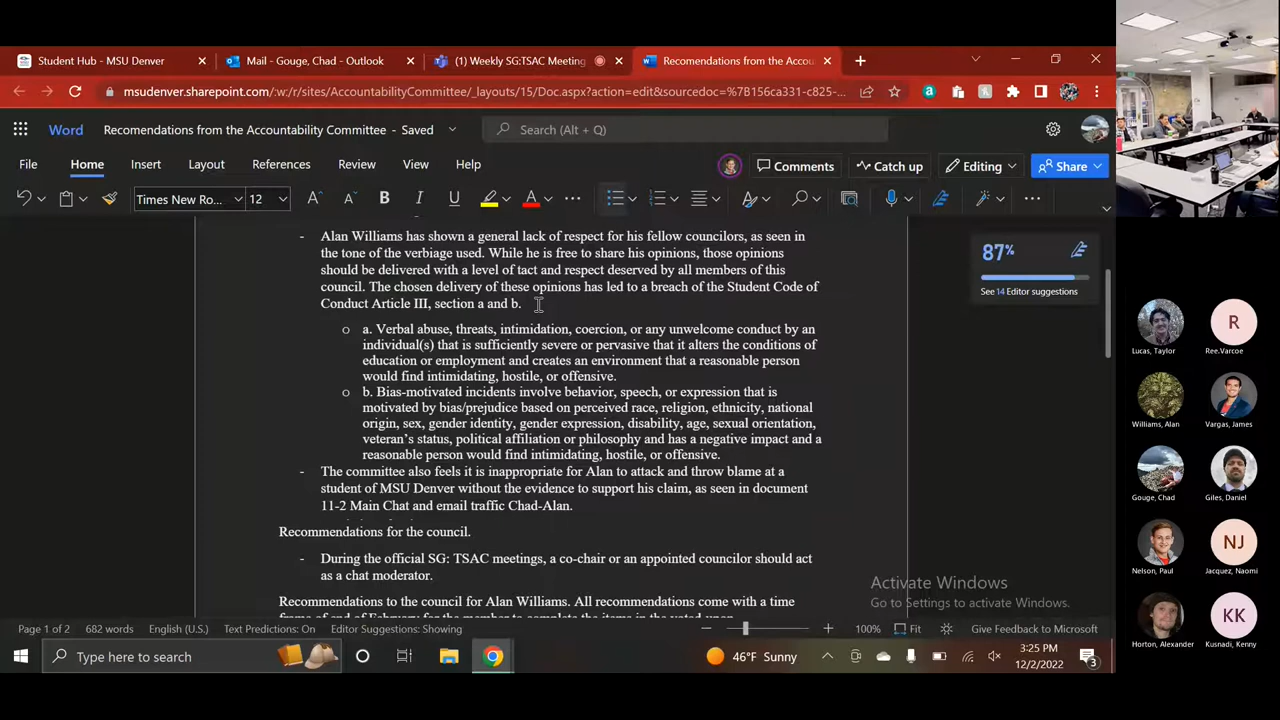 Student Hub - MSU Denver
Mail - Gouge, Chad - Outlook
(1) Weekly SG:TSAC Meeting
Recomendations from the Accou
msudenver.sharepoint.com/:w:/r/sites/AccountabilityCommittee/_layouts/15/Doc.aspx?action=edit&sourcedoc=%7B156ca331-c825-...
Word
Recomendations from the Accountability Committee - Saved
Search (Alt + Q)
File
Home
Insert
Layout
References
Review
View
Help
Comments
Catch up
Editing
Share
Times New Ro...
12
- Alan Williams has shown a general lack of respect for his fellow councilors, as seen in
the tone of the verbiage used. While he is free to share his opinions, those opinions
should be delivered with a level of tact and respect deserved by all members of this
council. The chosen delivery of these opinions has led to a breach of the Student Code of
Conduct Article III, section a and b.
o a. Verbal abuse, threats, intimidation, coercion, or any unwelcome conduct by an
individual(s) that is sufficiently severe or pervasive that it alters the conditions of
education or employment and creates an environment that a reasonable person
would find intimidating, hostile, or offensive.
o b. Bias-motivated incidents involve behavior, speech, or expression that is
motivated by bias/prejudice based on perceived race, religion, ethnicity, national
origin, sex, gender identity, gender expression, disability, age, sexual orientation,
veteran's status, political affiliation or philosophy and has a negative impact and a
reasonable person would find intimidating, hostile, or offensive.
- The committee also feels it is inappropriate for Alan to attack and throw blame at a
student of MSU Denver without the evidence to support his claim, as seen in document
11-2 Main Chat and email traffic Chad-Alan.
Recommendations for the council.
- During the official SG: TSAC meetings, a co-chair or an appointed councilor should act
as a chat moderator.
Recommendations to the council for Alan Williams. All recommendations come with a time
frame of end of February for the member to complete the items in the voted upon
87%
See 14 Editor suggestions
Activate Windows
Go to Settings to activate Windows.
Page 1 of 2
682 words
English (U.S.)
Text Predictions: On
Editor Suggestions: Showing
100%
Fit
Give Feedback to Microsoft
Type here to search
46°F Sunny
3:25 PM
12/2/2022
3
Lucas, Taylor
R
Ree.Varcoe
Williams, Alan
Vargas, James
Gouge, Chad
Giles, Daniel
Nelson, Paul
NJ
Jacquez, Naomi
Horton, Alexander
KK
Kusnadi, Kenny